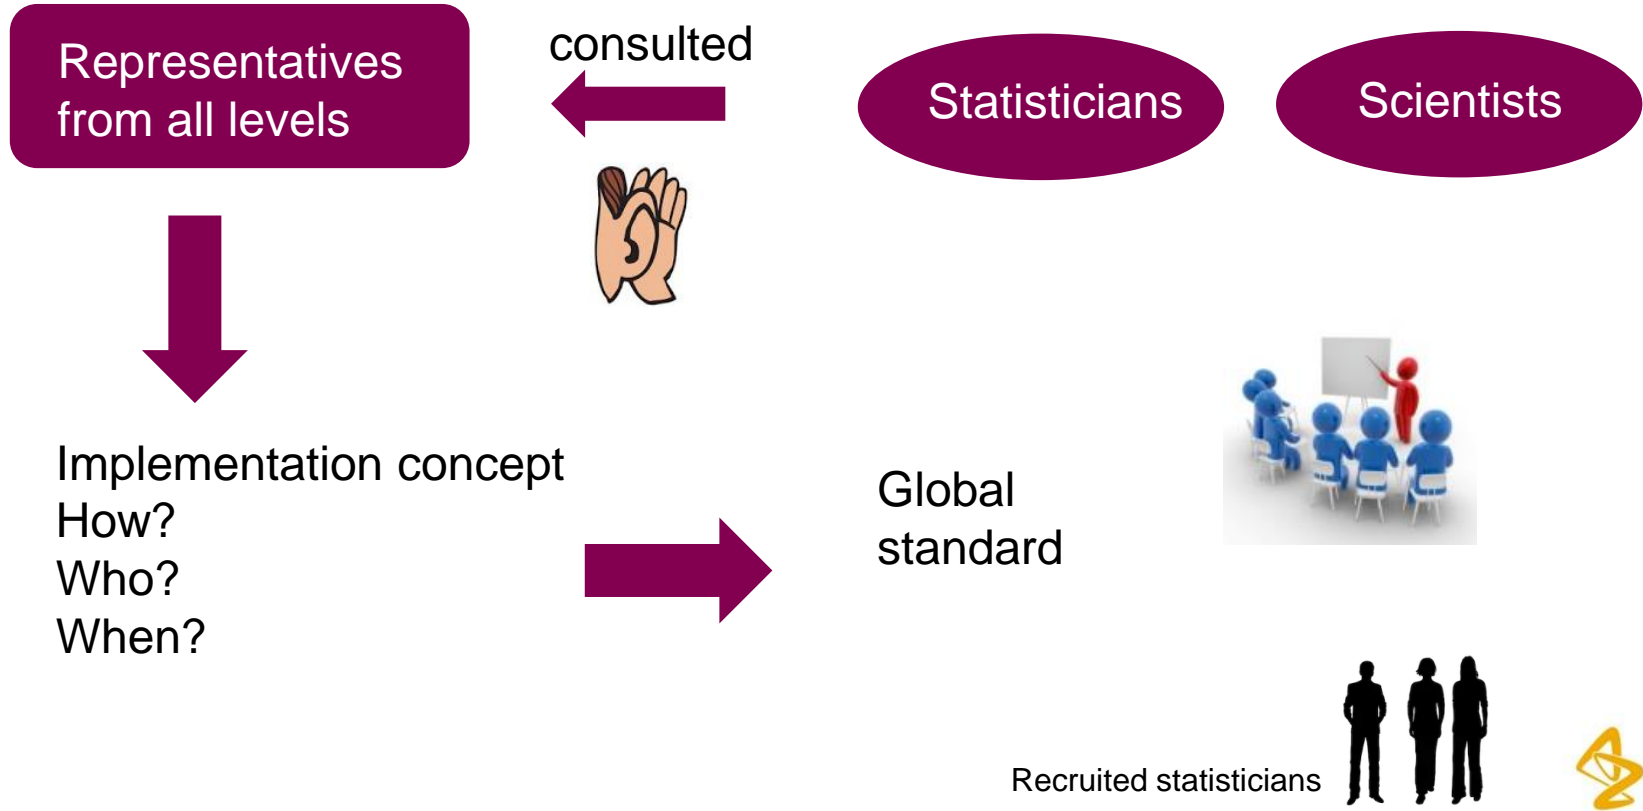 Representatives
from all levels
consulted
Statisticians
Scientists
Implementation concept
How?
Who?
When?
Global
standard
Recruited statisticians